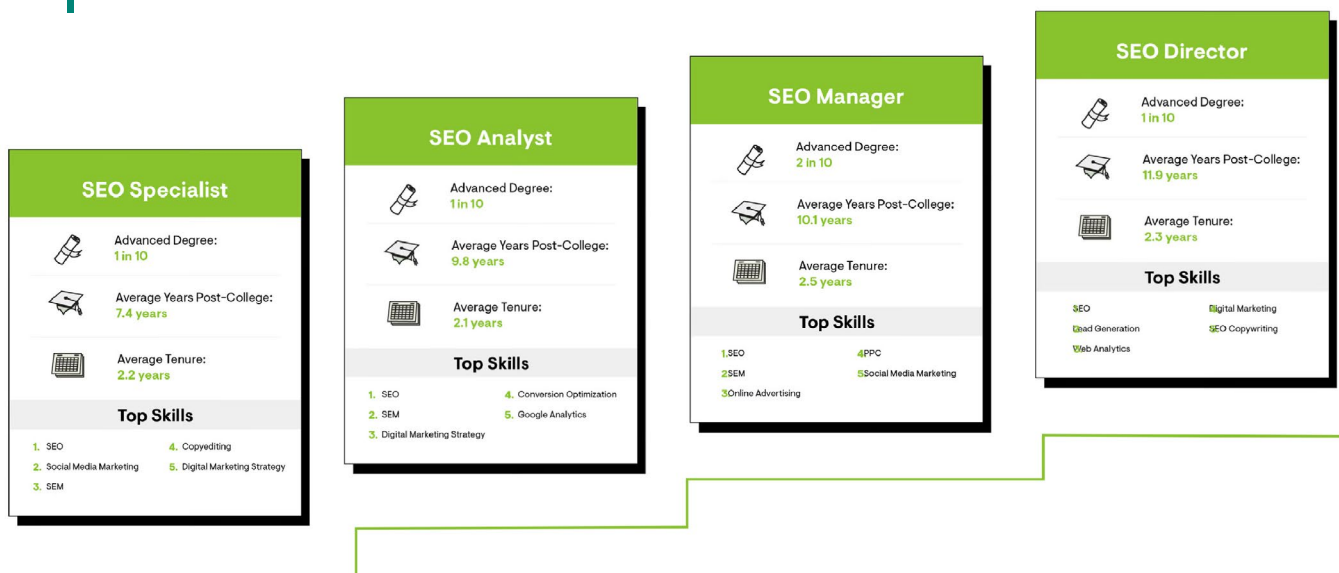 SEO Specialist
Advanced Degree:
1 in 10
Average Years Post-College:
7.4 years
Average Tenure:
2.2 years
Top Skills
1. SEO
2. Social Media Marketing
3. SEM
4. Copyediting
5. Digital Marketing Strategy
SEO Analyst
Advanced Degree:
1 in 10
Average Years Post-College:
9.8 years
Average Tenure:
2.1 years
Top Skills
1. SEO
2. SEM
3. Digital Marketing Strategy
4. Conversion Optimization
5. Google Analytics
SEO Manager
Advanced Degree:
2 in 10
Average Years Post-College:
10.1 years
Average Tenure:
2.5 years
Top Skills
1.SEO
2SEM
3Online Advertising
4PPC
5Social Media Marketing
SEO Director
Advanced Degree:
1 in 10
Average Years Post-College:
11.9 years
Average Tenure:
2.3 years
Top Skills
SEO
Lead Generation
Web Analytics
Digital Marketing
SEO Copywriting